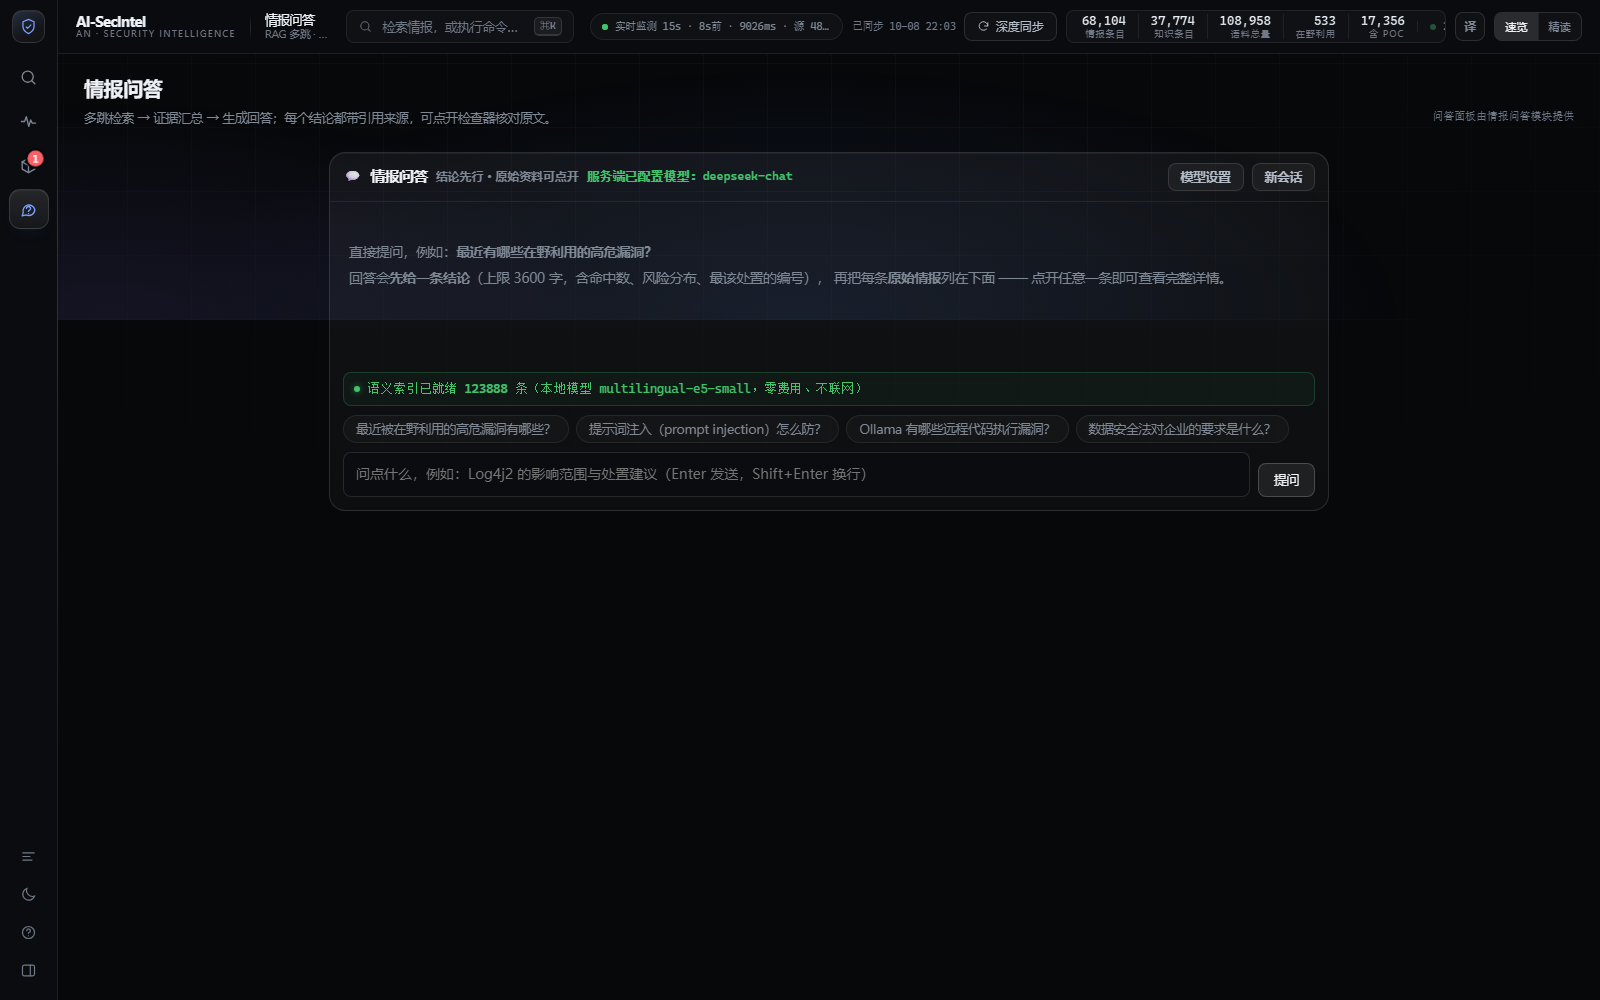 AI-SecIntel
AN · SECURITY INTELLIGENCE
情报问答
RAG 多跳 · ...
检索情报，或执行命令...
⌘K
实时监测 15s · 8s前 · 9026ms · 源 48…
已同步 10-08 22:03
深度同步
68,104
情报条目
37,774
知识条目
108,958
语料总量
533
在野利用
17,356
含 POC
译
速览
精读
1
情报问答
多跳检索 → 证据汇总 → 生成回答；每个结论都带引用来源，可点开检查器核对原文。
问答面板由情报问答模块提供
情报问答 结论先行 · 原始资料可点开 服务端已配置模型：deepseek-chat
模型设置
新会话
直接提问，例如：最近有哪些在野利用的高危漏洞？
回答会先给一条结论（上限 3600 字，含命中数、风险分布、最该处置的编号），再把每条原始情报列在下面 —— 点开任意一条即可查看完整详情。
语义索引已就绪 123888 条（本地模型 multilingual-e5-small，零费用、不联网）
最近被在野利用的高危漏洞有哪些？
提示词注入（prompt injection）怎么防？
Ollama 有哪些远程代码执行漏洞？
数据安全法对企业的要求是什么？
问点什么，例如：Log4j2 的影响范围与处置建议（Enter 发送，Shift+Enter 换行）
提问